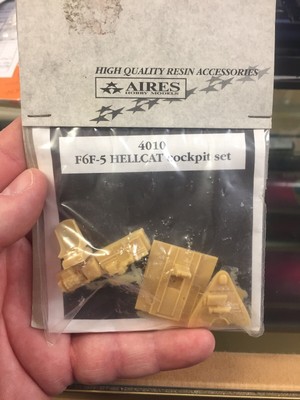 HIGH QUALITY RESIN ACCESSORIES
AIRES
HOBBY MODELS
4010
F6F-5 HELLCAT cockpit set